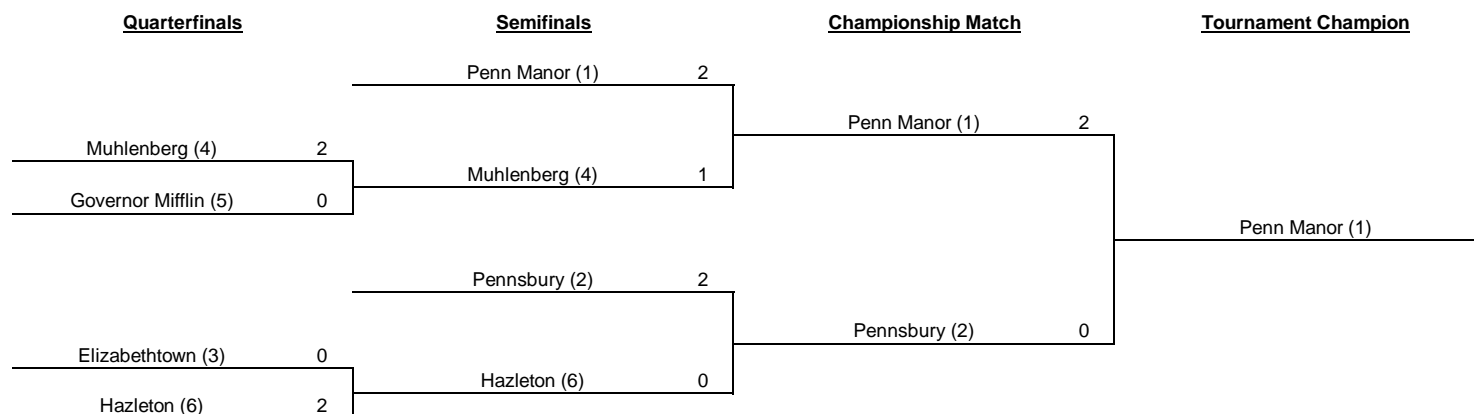 Quarterfinals Semifinals Championship Match Tournament Champion
Penn Manor (1) 2
Penn Manor (1) 2
Muhlenberg (4) 2
Muhlenberg (4) 1
Governor Mifflin (5) 0
Penn Manor (1)
Pennsbury (2) 2
Pennsbury (2) 0
Elizabethtown (3) 0
Hazleton (6) 0
Hazleton (6) 2